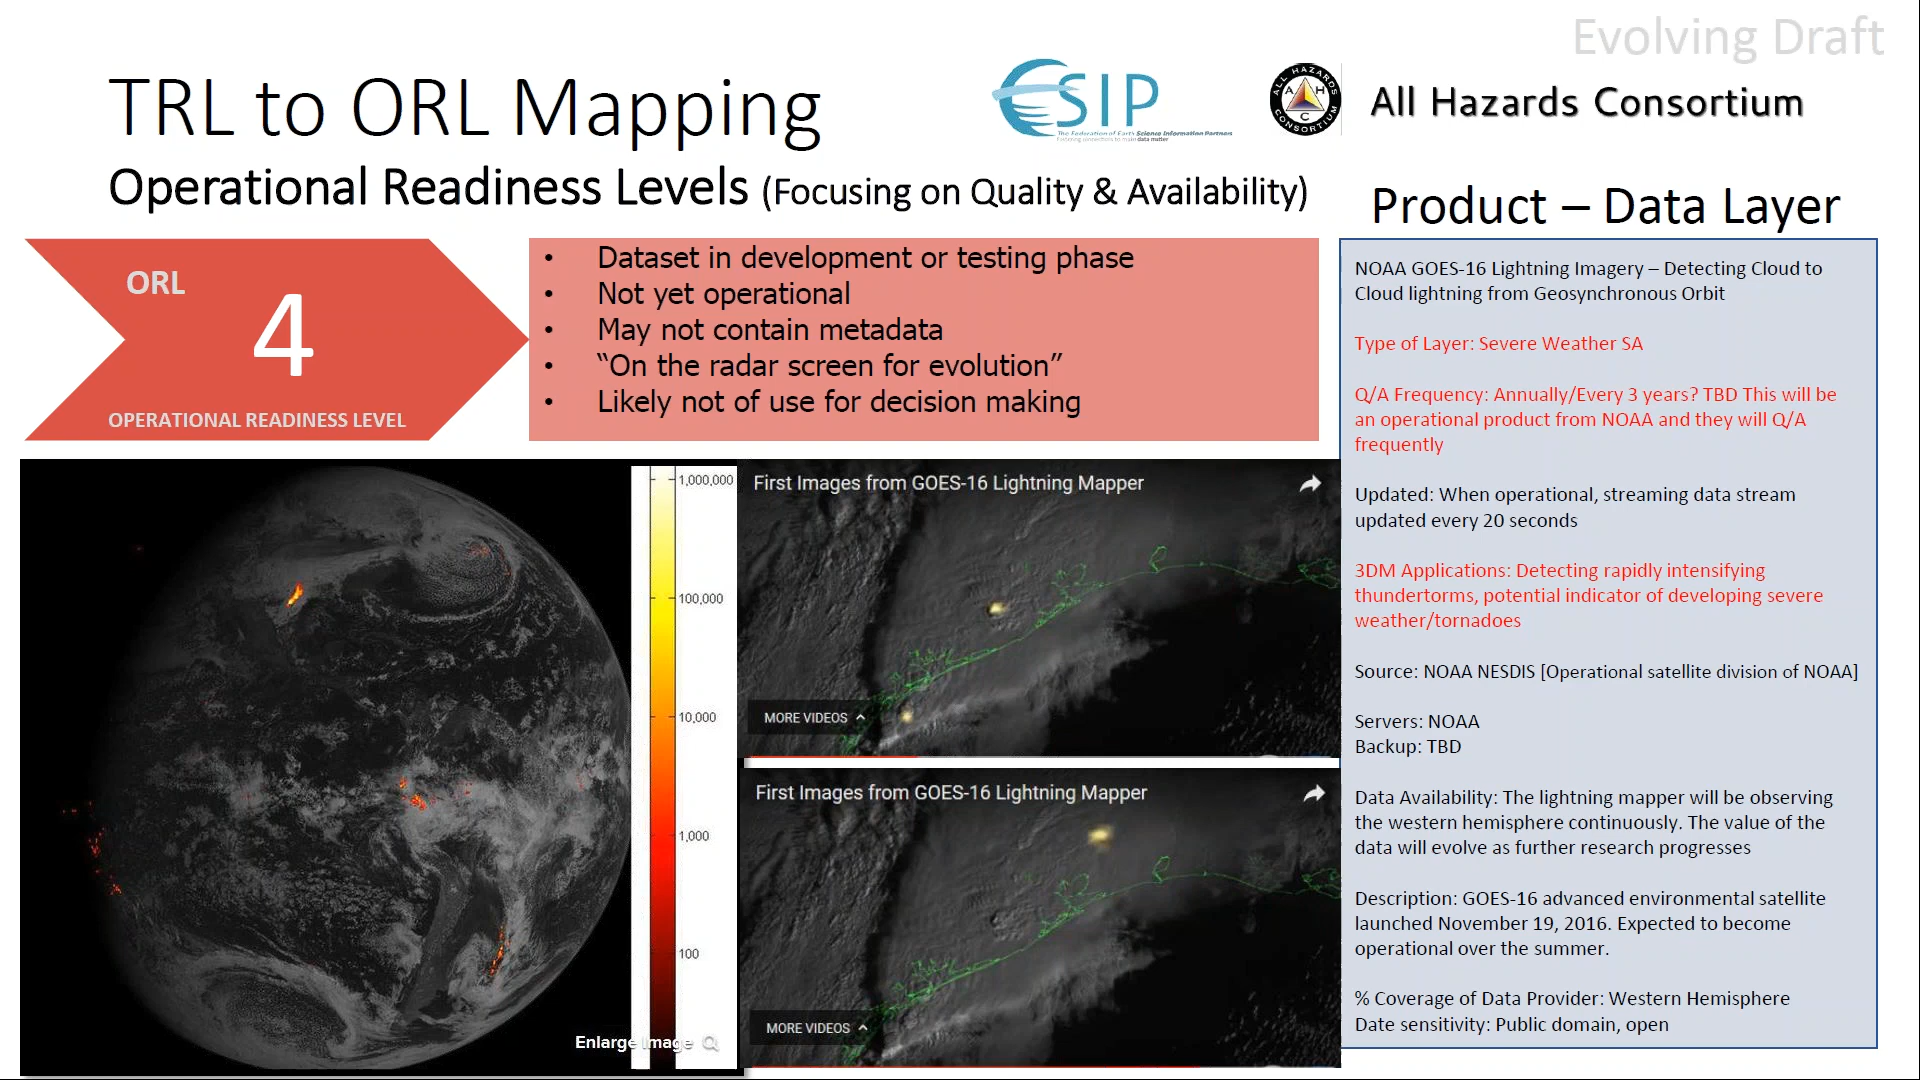 Evolving Draft
TRL to ORL Mapping
ESIP
The Federation of Earth Science Information Partners
ALL HAZARDS CONSORTIUM
A H
C
All Hazards Consortium
Operational Readiness Levels (Focusing on Quality & Availability)
Product – Data Layer
ORL
4
OPERATIONAL READINESS LEVEL
• Dataset in development or testing phase
• Not yet operational
• May not contain metadata
• “On the radar screen for evolution”
• Likely not of use for decision making
1,000,000
100,000
10,000
1,000
100
Enlarge Image
First Images from GOES-16 Lightning Mapper
MORE VIDEOS
First Images from GOES-16 Lightning Mapper
MORE VIDEOS
NOAA GOES-16 Lightning Imagery – Detecting Cloud to
Cloud lightning from Geosynchronous Orbit
Type of Layer: Severe Weather SA
Q/A Frequency: Annually/Every 3 years? TBD This will be
an operational product from NOAA and they will Q/A
frequently
Updated: When operational, streaming data stream
updated every 20 seconds
3DM Applications: Detecting rapidly intensifying
thundertorms, potential indicator of developing severe
weather/tornadoes
Source: NOAA NESDIS [Operational satellite division of NOAA]
Servers: NOAA
Backup: TBD
Data Availability: The lightning mapper will be observing
the western hemisphere continuously. The value of the
data will evolve as further research progresses
Description: GOES-16 advanced environmental satellite
launched November 19, 2016. Expected to become
operational over the summer.
% Coverage of Data Provider: Western Hemisphere
Date sensitivity: Public domain, open